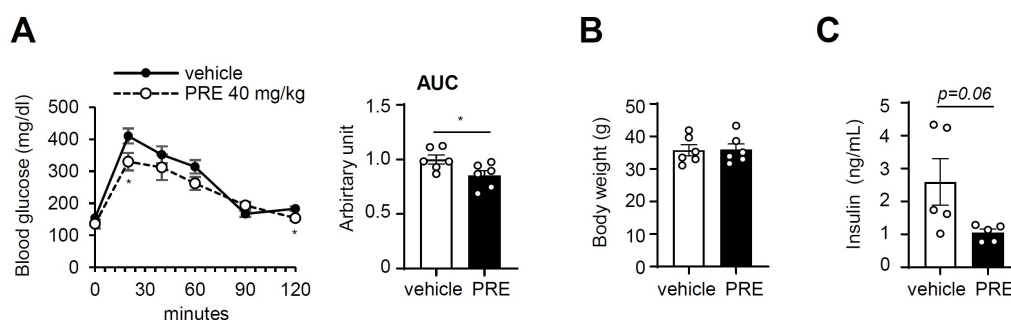 A
B
C
vehicle
PRE 40 mg/kg
Blood glucose (mg/dl)
500
400
300
200
100
0
*
*
0
30
60
90
120
minutes
AUC
Arbirtary unit
1.5
1.0
0.5
0
*
vehicle PRE
Body weight (g)
50
40
30
20
10
0
vehicle PRE
p=0.06
Insulin (ng/mL)
5
4
3
2
1
0
vehicle PRE